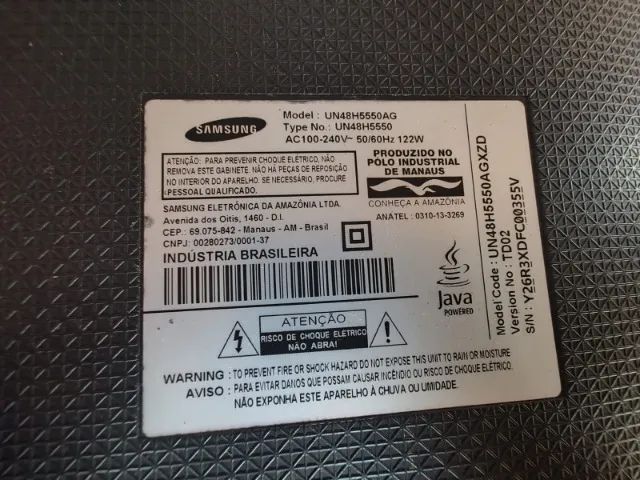 SAMSUNG
Model : UN48H5550AG
Type No.: UN48H5550
AC100-240V~ 50/60Hz 122W
ATENÇÃO: PARA PREVENIR CHOQUE ELÉTRICO, NÃO
REMOVA ESTE GABINETE. NÃO HÁ PEÇAS DE REPOSIÇÃO
NO INTERIOR DO APARELHO. SE NECESSÁRIO, PROCURE
PESSOAL QUALIFICADO.
PRODUZIDO NO
PÓLO INDUSTRIAL
DE MANAUS
CONHEÇA A AMAZÔNIA
SAMSUNG ELETRÔNICA DA AMAZÔNIA LTDA.
Avenida dos Oitis, 1460 - D.I.
CEP.: 69.075-842 - Manaus - AM - Brasil
CNPJ: 00280273/0001-37
ANATEL : 0310-13-3269
INDÚSTRIA BRASILEIRA
Java
POWERED
ATENÇÃO
RISCO DE CHOQUE ELÉTRICO
NÃO ABRA!
WARNING : TO PREVENT FIRE OR SHOCK HAZARD DO NOT EXPOSE THIS UNIT TO RAIN OR MOISTURE
AVISO : PARA EVITAR DANOS QUE POSSAM CAUSAR INCÊNDIO OU RISCO DE CHOQUE ELÉTRICO,
NÃO EXPONHA ESTE APARELHO À CHUVA OU UMIDADE.
Model Code : UN48H5550AGXZD
Version No : TD02
S/N : Y26R3XDFC00355V